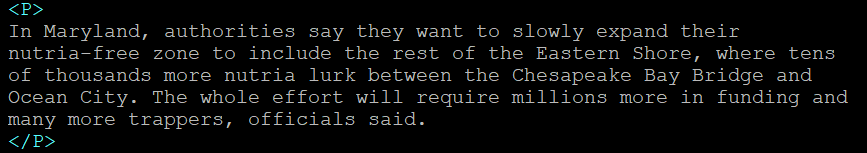 <P>
In Maryland, authorities say they want to slowly expand their
nutria-free zone to include the rest of the Eastern Shore, where tens
of thousands more nutria lurk between the Chesapeake Bay Bridge and
Ocean City. The whole effort will require millions more in funding and
many more trappers, officials said.
</P>